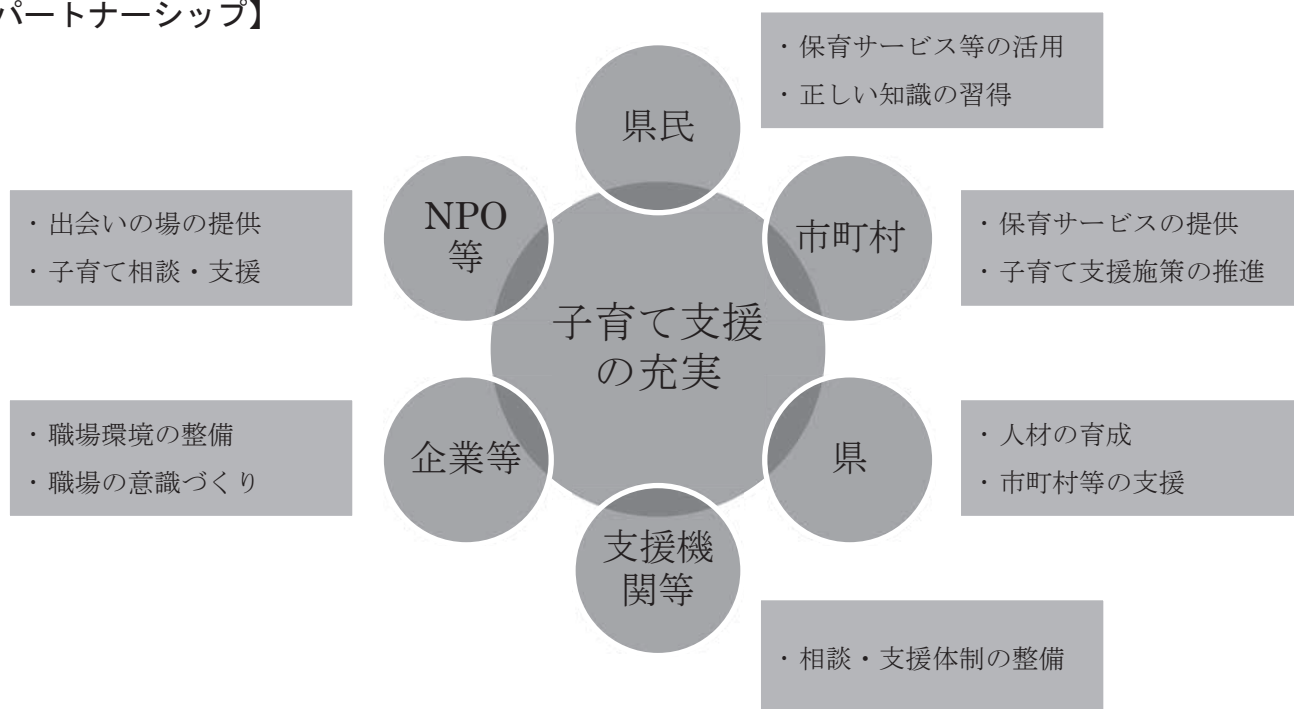 パートナーシップ】
・保育サービス等の活用
・正しい知識の習得
県民
NPO
等
・出会いの場の提供
・子育て相談・支援
市町村
・保育サービスの提供
・子育て支援施策の推進
子育て支援
の充実
企業等
・職場環境の整備
・職場の意識づくり
県
・人材の育成
・市町村等の支援
支援機
関等
・相談・支援体制の整備